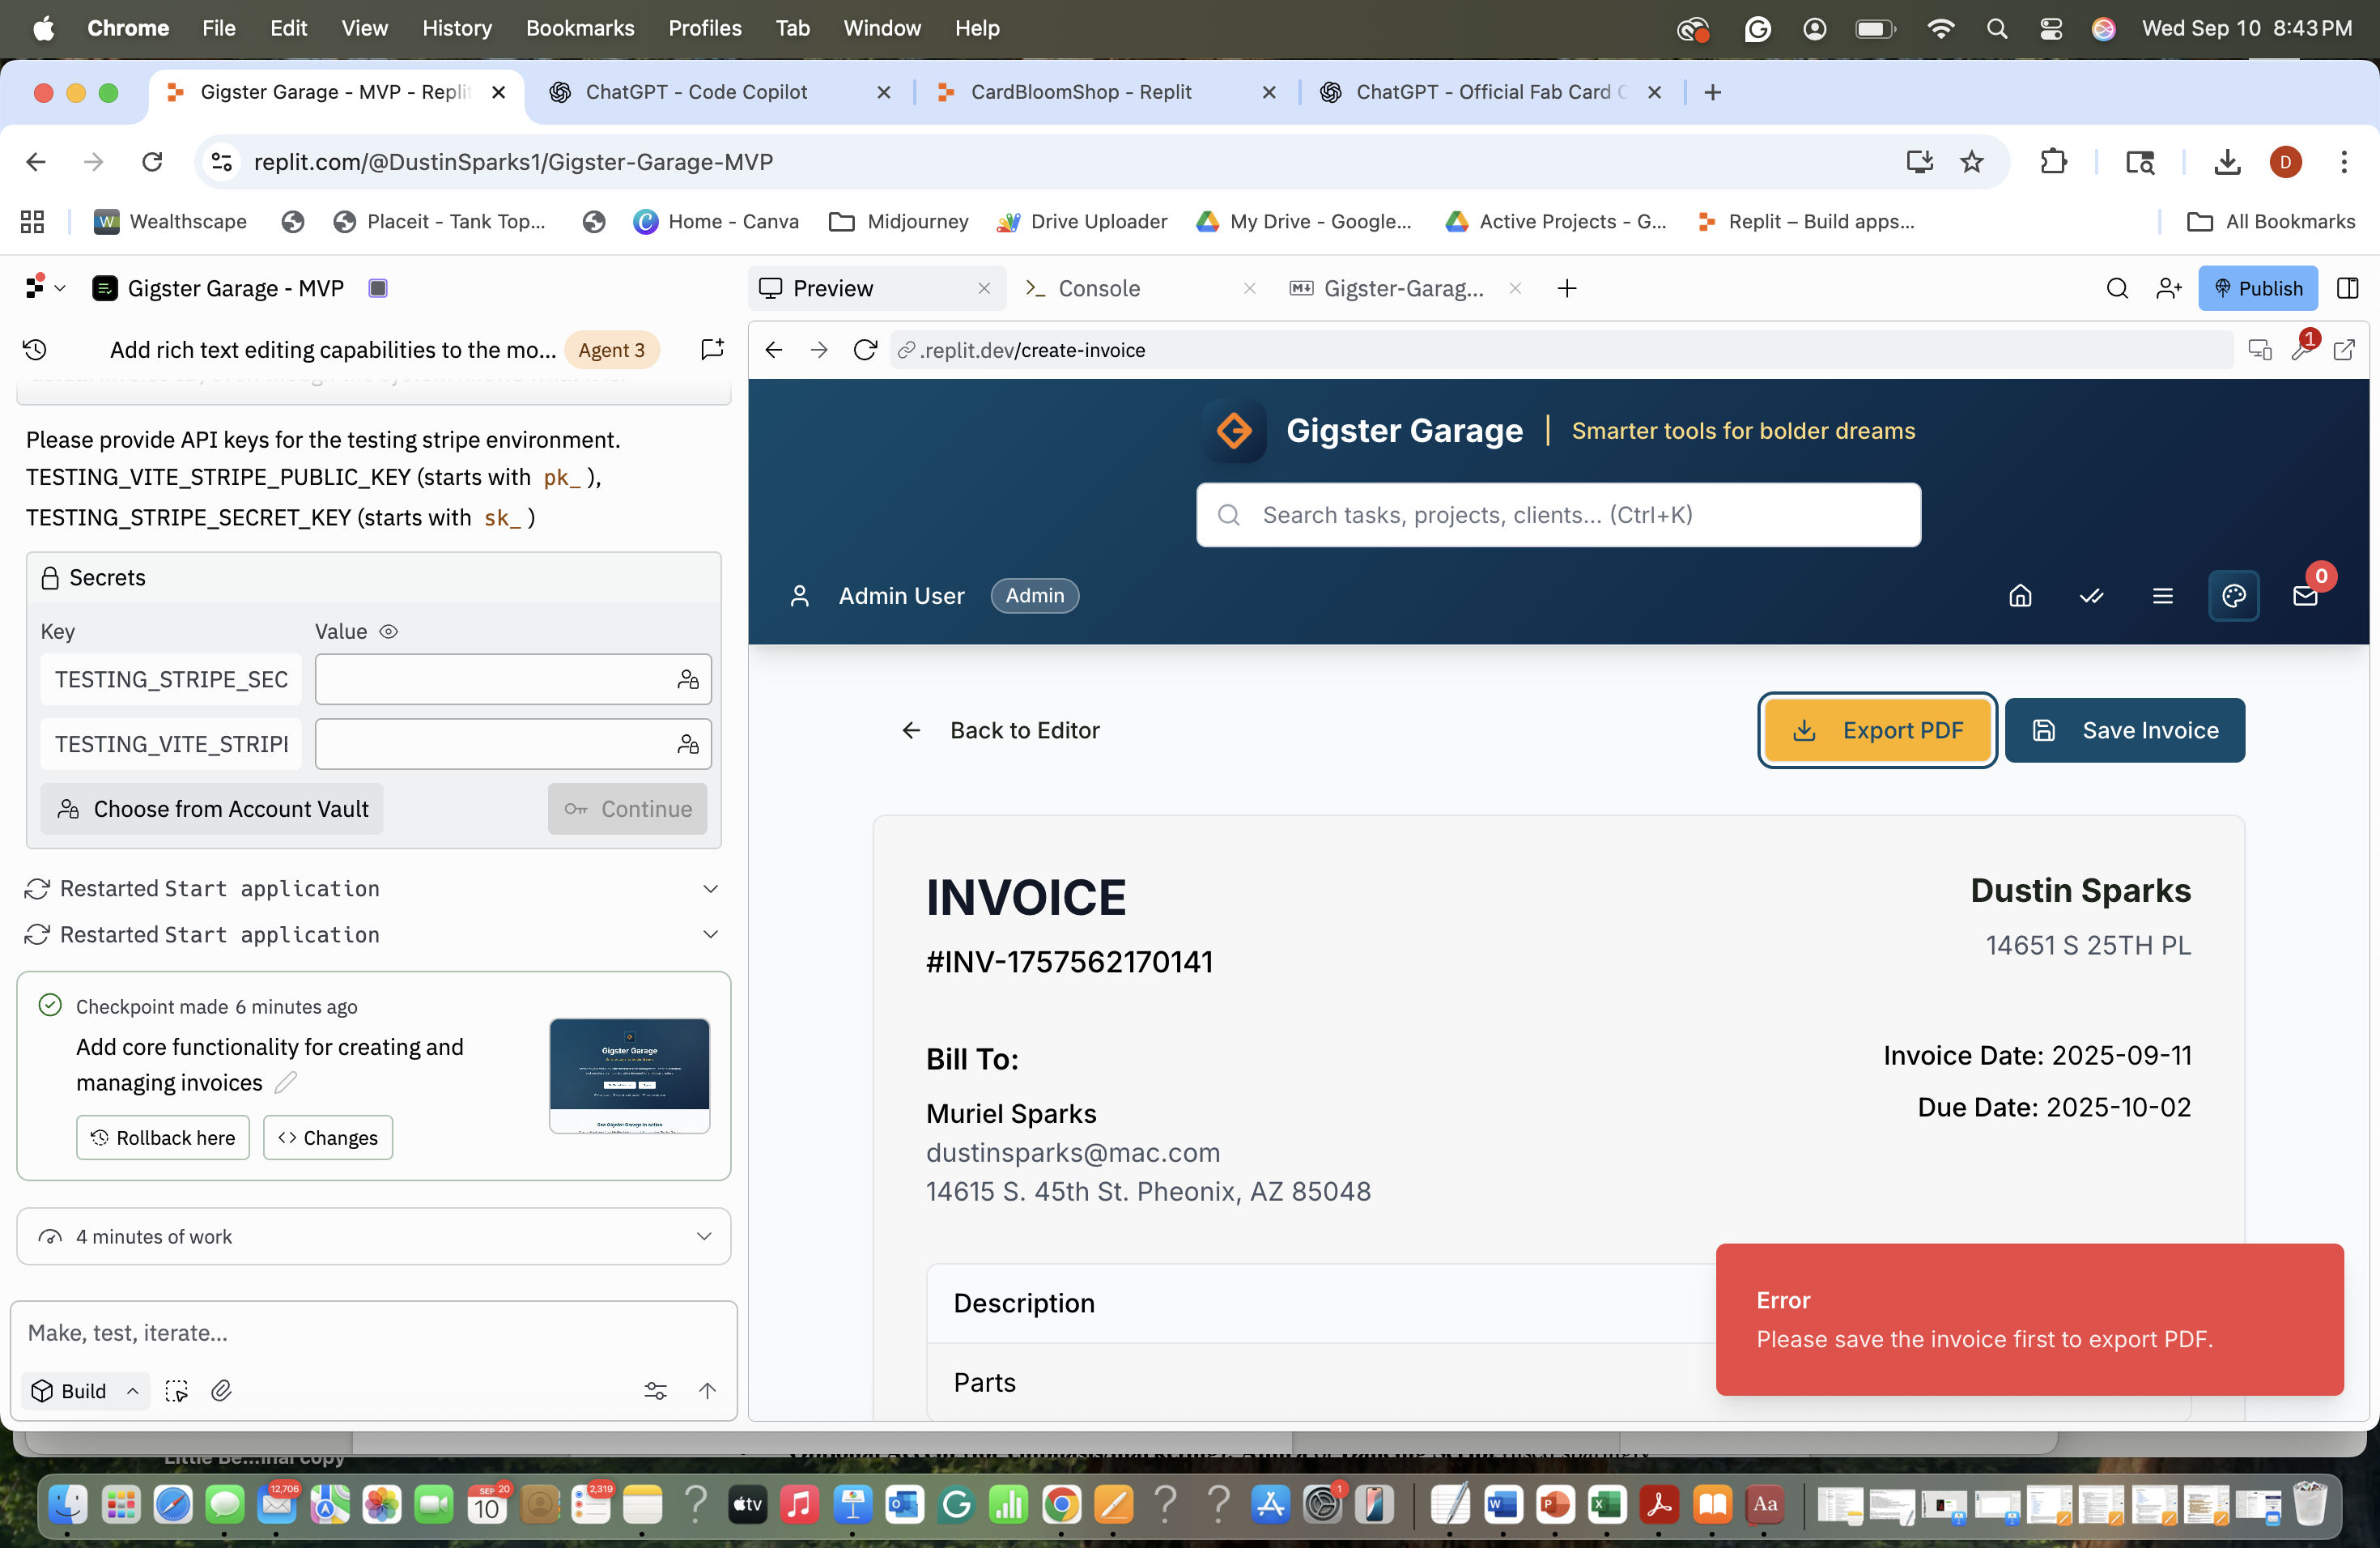 Chrome File Edit View History Bookmarks Profiles Tab Window Help Wed Sep 10 8:43 PM
Gigster Garage - MVP - Replit ChatGPT - Code Copilot CardBloomShop - Replit ChatGPT - Official Fab Card
replit.com/@DustinSparks1/Gigster-Garage-MVP D
Wealthscape Placeit - Tank Top... Home - Canva Midjourney Drive Uploader My Drive - Google... Active Projects - G... Replit – Build apps... All Bookmarks
Gigster Garage - MVP
Preview Console Gigster-Garag... Publish
Add rich text editing capabilities to the mo... Agent 3
.replit.dev/create-invoice 1
Please provide API keys for the testing stripe environment.
TESTING_VITE_STRIPE_PUBLIC_KEY (starts with pk_ ),
TESTING_STRIPE_SECRET_KEY (starts with sk_ )
Secrets
Key Value
TESTING_STRIPE_SEC
TESTING_VITE_STRIPI
Choose from Account Vault Continue
Restarted Start application
Restarted Start application
Checkpoint made 6 minutes ago
Add core functionality for creating and
managing invoices
Rollback here <> Changes
Gigster Garage
4 minutes of work
Make, test, iterate...
Build
Gigster Garage | Smarter tools for bolder dreams
Search tasks, projects, clients... (Ctrl+K)
Admin User Admin 0
Back to Editor Export PDF Save Invoice
INVOICE
#INV-1757562170141
Dustin Sparks
14651 S 25TH PL
Bill To:
Muriel Sparks
dustinsparks@mac.com
14615 S. 45th St. Pheonix, AZ 85048
Invoice Date: 2025-09-11
Due Date: 2025-10-02
Description
Parts
Error
Please save the invoice first to export PDF.
12,706 SEP 20 10 2,319 tv 1 Aa